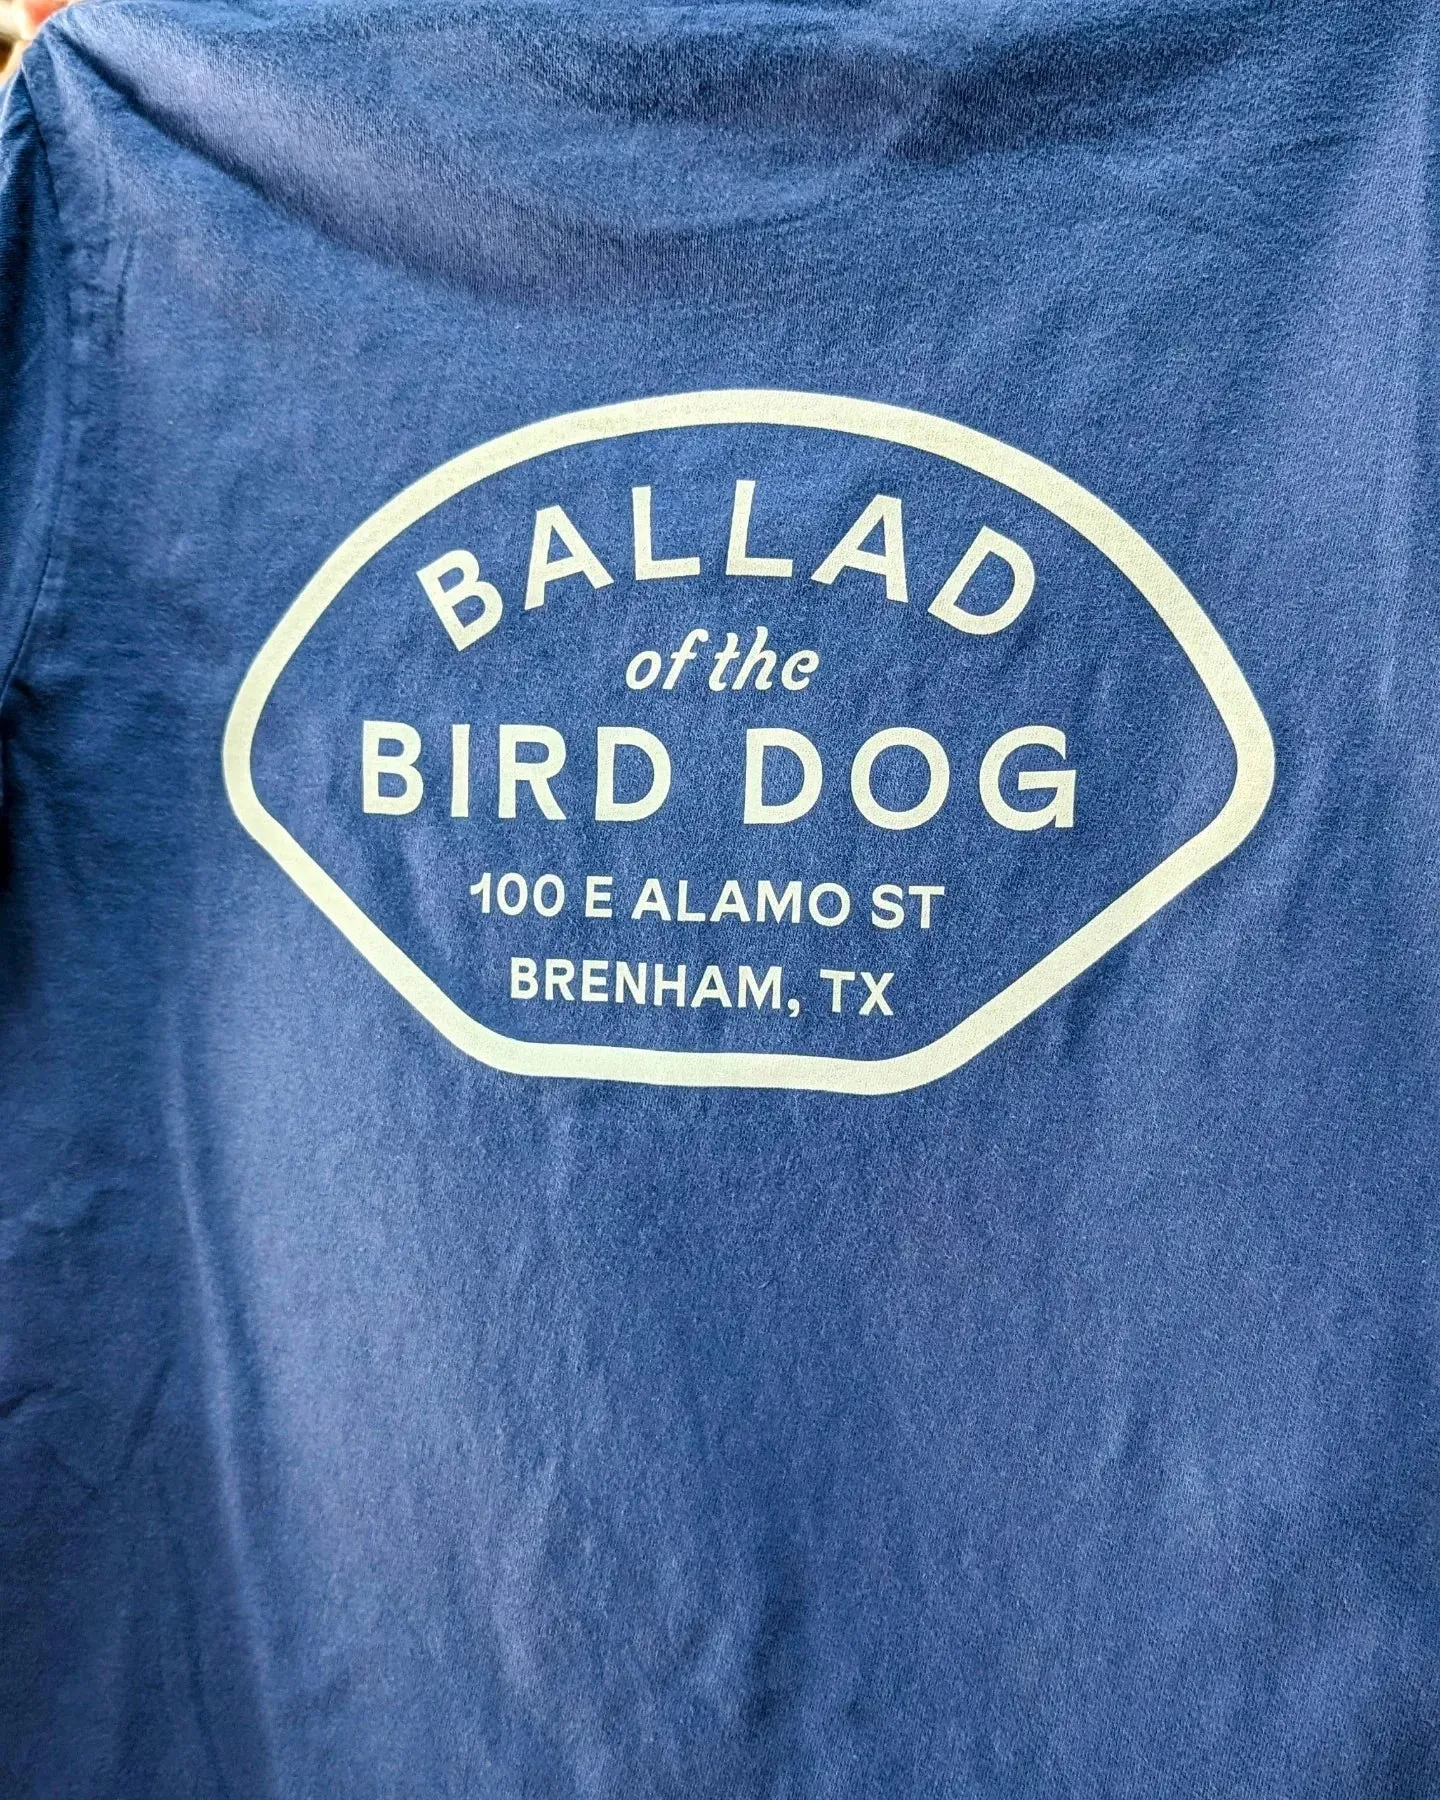 BALLAD
of the
BIRD DOG
100 E ALAMO ST
BRENHAM, TX